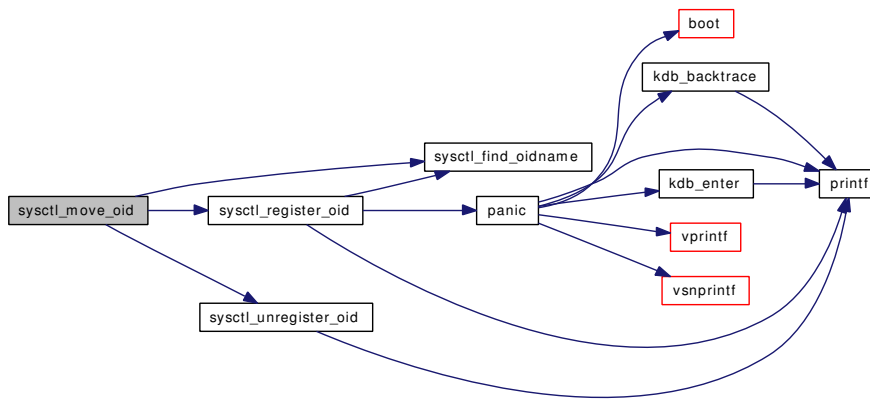 boot
kdb_backtrace
sysctl_find_oidname
kdb_enter
printf
sysctl_move_oid
sysctl_register_oid
panic
vprintf
vsnprintf
sysctl_unregister_oid